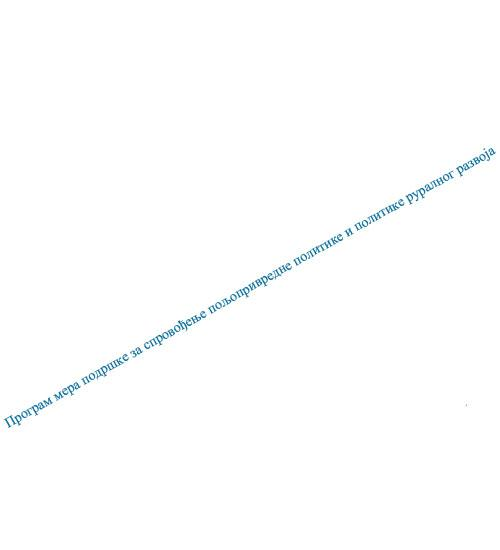 Програм мера подршке за спровођење пољопривредне политике и политике руралног развоја